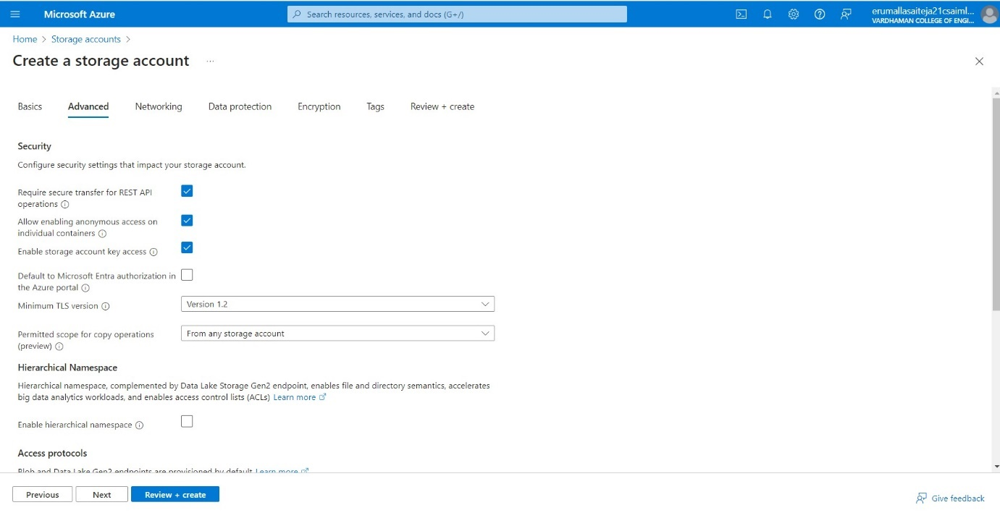 Microsoft Azure
Search resources, services, and docs (G+/)
erumallasaiteja21csaiml...
VARDHAMAN COLLEGE OF ENGI...
Home > Storage accounts >
Create a storage account ...
Basics Advanced Networking Data protection Encryption Tags Review + create
Security
Configure security settings that impact your storage account.
Require secure transfer for REST API
operations
Allow enabling anonymous access on
individual containers
Enable storage account key access
Default to Microsoft Entra authorization in
the Azure portal
Minimum TLS version
Version 1.2
Permitted scope for copy operations
(preview)
From any storage account
Hierarchical Namespace
Hierarchical namespace, complemented by Data Lake Storage Gen2 endpoint, enables file and directory semantics, accelerates
big data analytics workloads, and enables access control lists (ACLs) Learn more
Enable hierarchical namespace
Access protocols
Blob and Data Lake Gen2 endpoints are provisioned by default Learn more
Previous Next Review + create
Give feedback